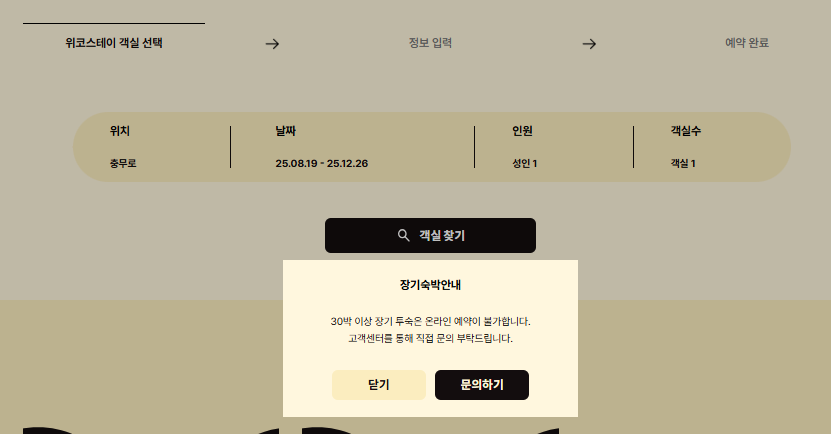 위코스테이 객실 선택
정보 입력
예약 완료
위치
날짜
인원
객실수
충무로
25.08.19 - 25.12.26
성인 1
객실 1
객실 찾기
장기숙박안내
30박 이상 장기 투숙은 온라인 예약이 불가합니다.
고객센터를 통해 직접 문의 부탁드립니다.
닫기
문의하기